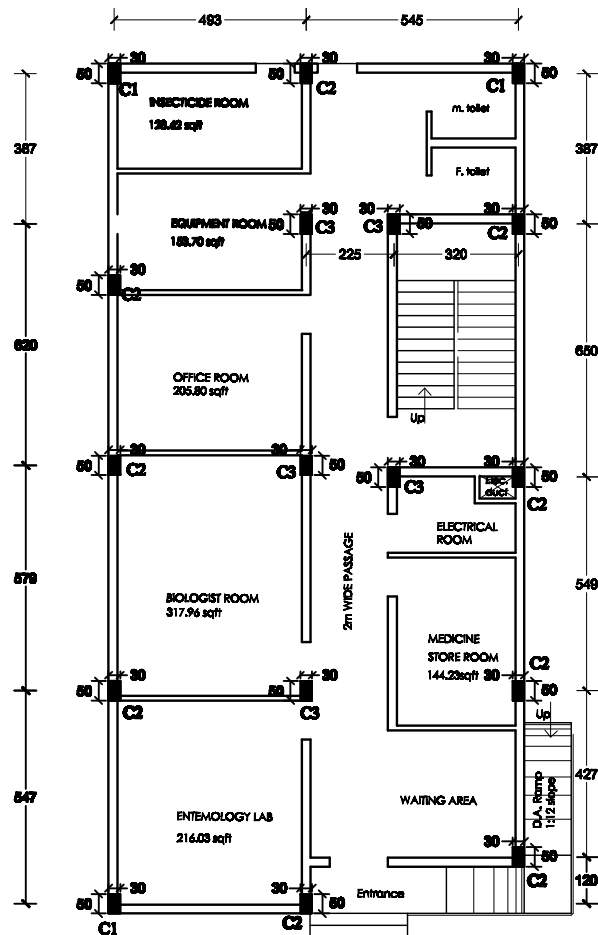 493 545
30 30 30
50 50 50
C1 C2 C1
INSECTICIDE ROOM
128.42 sqft
m. toilet
387 387
F. toilet
30 30 30
EQUIPMENT ROOM 50 C3 C3 50 50
153.70 sqft
C2
225 320
30
50
C2
620 650
OFFICE ROOM
205.80 sqft
Up
30 30 30 30
50 C2 C3 50 50 C3 50
Elec.
duct
C2
ELECTRICAL
ROOM
2m WIDE PASSAGE
579 549
BIOLOGIST ROOM
317.96 sqft
MEDICINE
STORE ROOM
144.23sqft
C2
30 30 30
50 50 50
C2 C3
Up
547 427
D.A. Ramp
1:12 slope
WAITING AREA
ENTEMOLOGY LAB
216.03 sqft
30
50
C2
120
30 30
Entrance
50 50
C1 C2